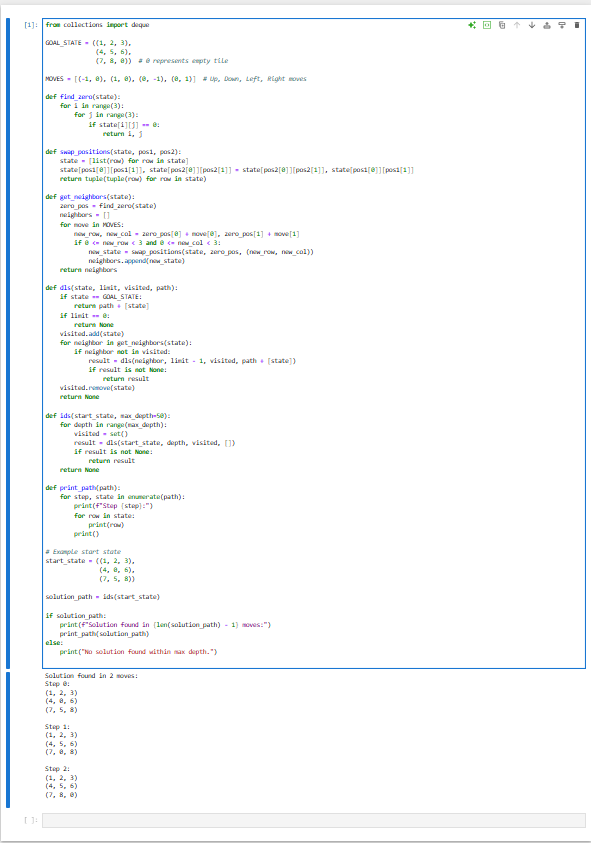 [1]: from collections import deque
GOAL_STATE = ((1, 2, 3),
(4, 5, 6),
(7, 8, 0)) # 0 represents empty tile
MOVES = [(-1, 0), (1, 0), (0, -1), (0, 1)] # Up, Down, Left, Right moves
def find_zero(state):
for i in range(3):
for j in range(3):
if state[i][j] == 0:
return i, j
def swap_positions(state, pos1, pos2):
state = [list(row) for row in state]
state[pos1[0]][pos1[1]], state[pos2[0]][pos2[1]] = state[pos2[0]][pos2[1]], state[pos1[0]][pos1[1]]
return tuple(tuple(row) for row in state)
def get_neighbors(state):
zero_pos = find_zero(state)
neighbors = []
for move in MOVES:
new_row, new_col = zero_pos[0] + move[0], zero_pos[1] + move[1]
if 0 <= new_row < 3 and 0 <= new_col < 3:
new_state = swap_positions(state, zero_pos, (new_row, new_col))
neighbors.append(new_state)
return neighbors
def dls(state, limit, visited, path):
if state == GOAL_STATE:
return path + [state]
if limit == 0:
return None
visited.add(state)
for neighbor in get_neighbors(state):
if neighbor not in visited:
result = dls(neighbor, limit - 1, visited, path + [state])
if result is not None:
return result
visited.remove(state)
return None
def ids(start_state, max_depth=50):
for depth in range(max_depth):
visited = set()
result = dls(start_state, depth, visited, [])
if result is not None:
return result
return None
def print_path(path):
for step, state in enumerate(path):
print(f"Step {step}:")
for row in state:
print(row)
print()
# Example start state
start_state = ((1, 2, 3),
(4, 0, 6),
(7, 5, 8))
solution_path = ids(start_state)
if solution_path:
print(f"Solution found in {len(solution_path) - 1} moves:")
print_path(solution_path)
else:
print("No solution found within max depth.")
Solution found in 2 moves:
Step 0:
(1, 2, 3)
(4, 0, 6)
(7, 5, 8)
Step 1:
(1, 2, 3)
(4, 5, 6)
(7, 0, 8)
Step 2:
(1, 2, 3)
(4, 5, 6)
(7, 8, 0)
[ ]: